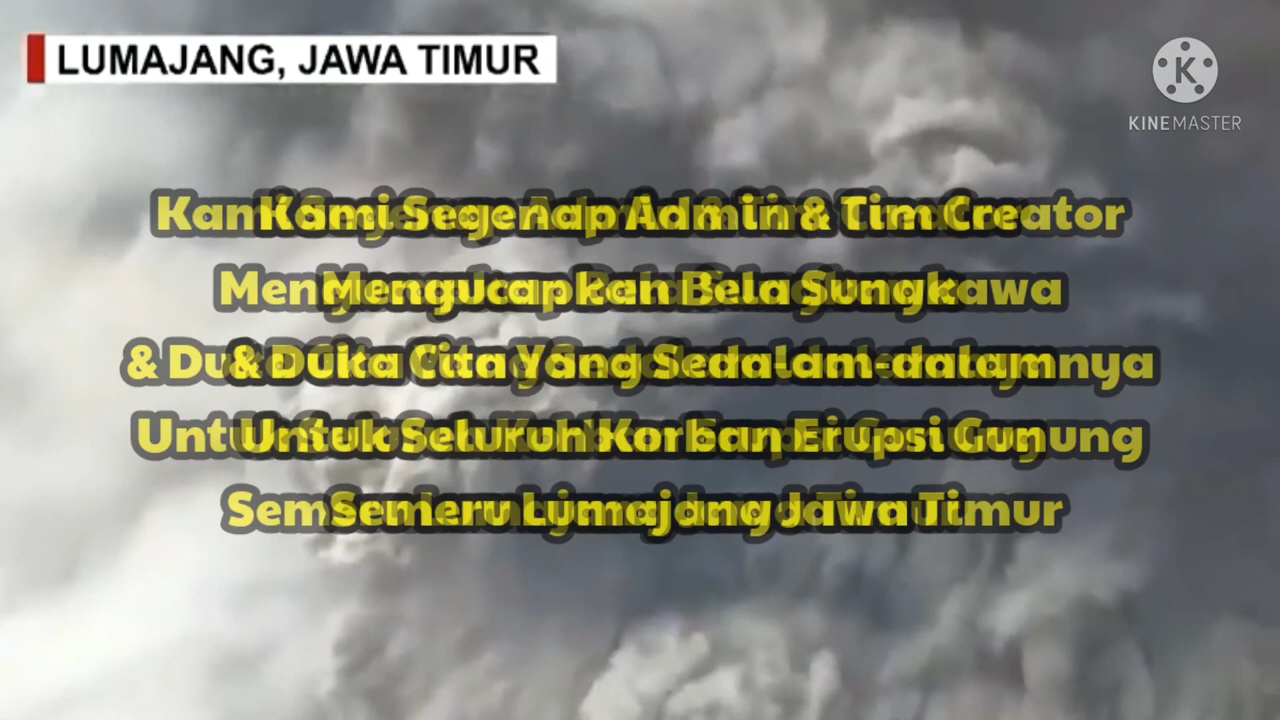 LUMAJANG, JAWA TIMUR
KINEMASTER
Kami Segenap Admin & Tim Creator
Mengucapkan Bela Sungkawa
& Duka Cita Yang Sedalam-dalamnya
Untuk Seluruh Korban Erupsi Gunung
Semeru Lumajang Jawa Timur